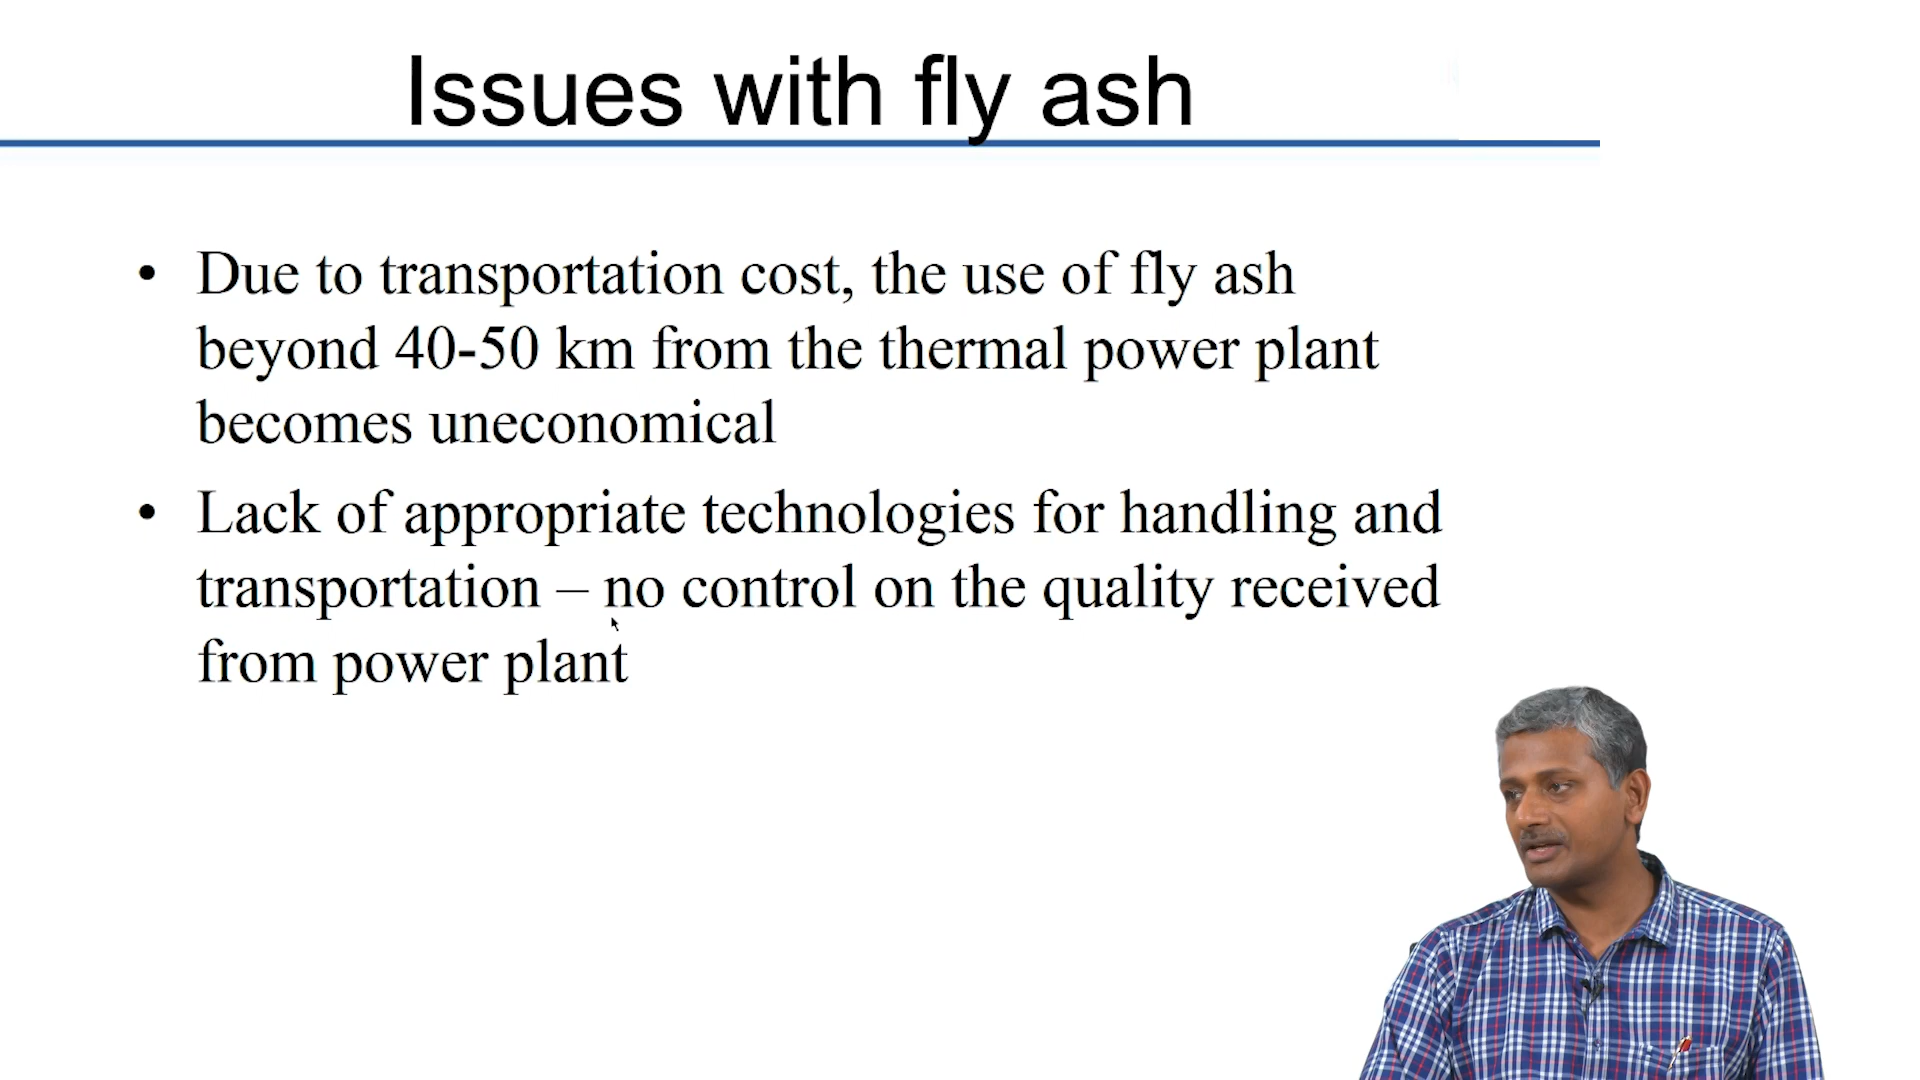 Issues with fly ash
• Due to transportation cost, the use of fly ash
beyond 40-50 km from the thermal power plant
becomes uneconomical
• Lack of appropriate technologies for handling and
transportation – no control on the quality received
from power plant